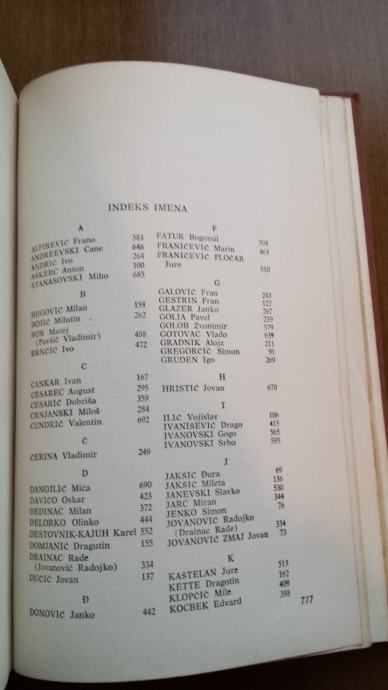 INDEKS IMENA
A
ALFIREVIĆ Frano 383
ANDREEVSKI Cane 646
ANDRIĆ Ivo 264
ASKERC Anton 100
ATANASOVSKI Miho 685
B
BEGOVIĆ Milan 158
BOJIĆ Milutin 262
BOR Matej
(Pavšič Vladimir) 488
BRNČIĆ Ivo 472
C
CANKAR Ivan 167
CESAREC August 295
CESARIĆ Dobriša 359
CRNJANSKI Miloš 284
CUNDRIĆ Valentin 692
Č
ČERINA Vladimir 249
D
DANOJLIĆ Mića 690
DAVIČO Oskar 423
DEDINAC Milan 372
DELORKO Olinko 444
DESTOVNIK-KAJUH Karel 552
DOMJANIĆ Dragutin 155
DRAINAC Rade
(Jovanović Radojko) 334
DUČIĆ Jovan 137
Đ
ĐONOVIĆ Janko 442
F
FATUR Bogomil 504
FRANIČEVIĆ Marin 463
FRANIČEVIĆ PLOČAR
Jure 510
G
GALOVIĆ Fran 243
GESTRIN Fran 127
GLAZER Janko 267
GOLIA Pavel 239
GOLOB Zvonimir 579
GOTOVAC Vlado 639
GRADNIK Alojz 211
GREGORČIČ Simon 91
GRUDEN Igo 269
H
HRISTIĆ Jovan 670
I
ILIĆ Vojislav 106
IVANIŠEVIĆ Drago 415
IVANOVSKI Gogo 565
IVANOVSKI Srbo 595
J
JAKŠIĆ Đura 69
JAKŠIĆ Mileta 136
JANEVSKI Slavko 530
JARC Miran 344
JENKO Simon 76
JOVANOVIĆ Radojko
(Drainac Rade) 334
JOVANOVIĆ ZMAJ Jovan 73
K
KAŠTELAN Jure 513
KETTE Dragotin 162
KLOPČIČ Mile 409
KOCBEK Edvard 398
777